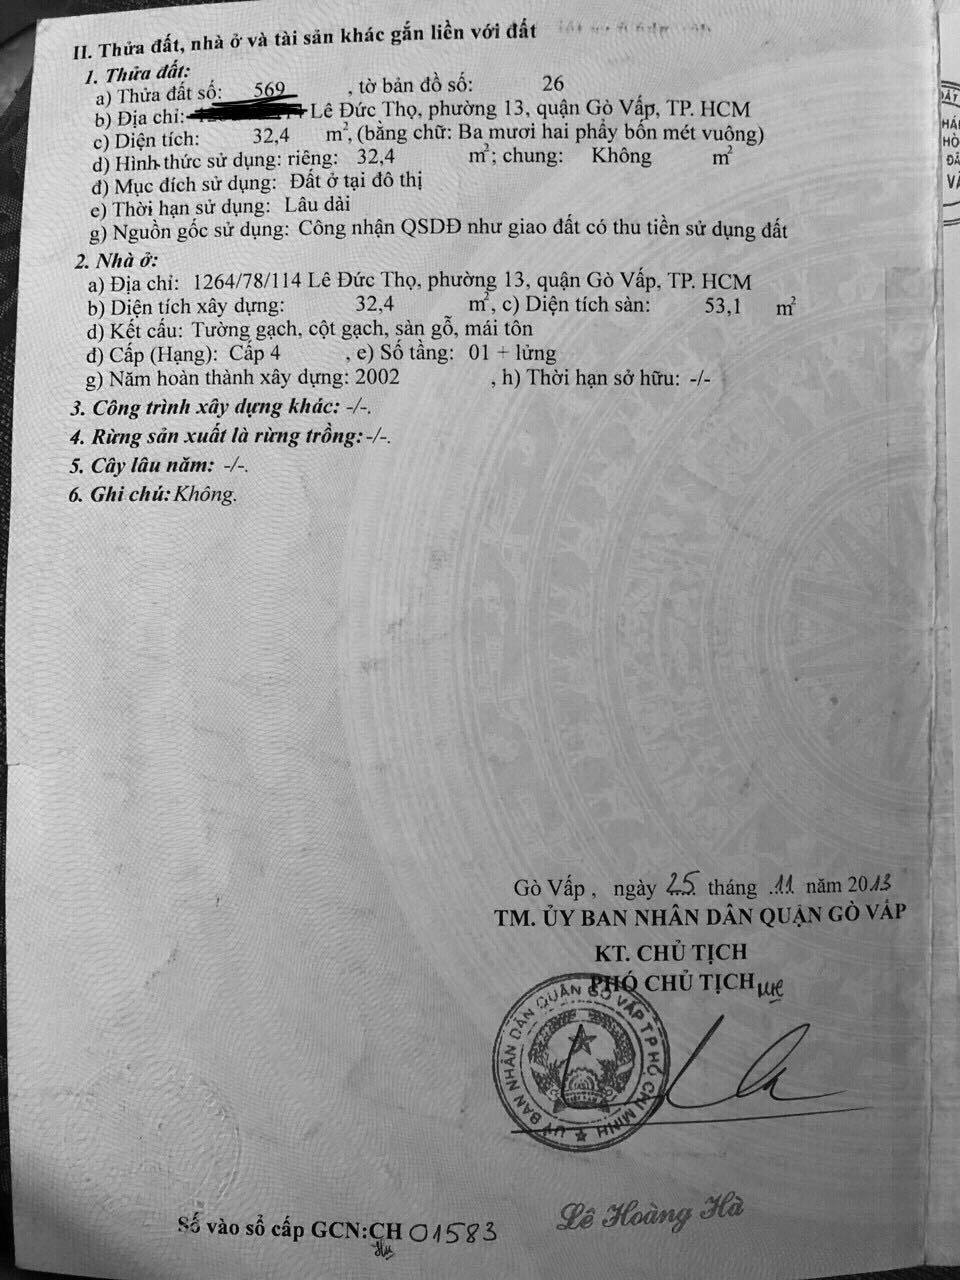 II. Thửa đất, nhà ở và tài sản khác gắn liền với đất
1. Thửa đất:
a) Thửa đất số: 569 , tờ bản đồ số: 26
b) Địa chỉ: Lê Đức Thọ, phường 13, quận Gò Vấp, TP. HCM
c) Diện tích: 32,4 m², (bằng chữ: Ba mươi hai phẩy bốn mét vuông)
d) Hình thức sử dụng: riêng: 32,4 m²; chung: Không m²
đ) Mục đích sử dụng: Đất ở tại đô thị
e) Thời hạn sử dụng: Lâu dài
g) Nguồn gốc sử dụng: Công nhận QSDĐ như giao đất có thu tiền sử dụng đất
2. Nhà ở:
a) Địa chỉ: 1264/78/114 Lê Đức Thọ, phường 13, quận Gò Vấp, TP. HCM
b) Diện tích xây dựng: 32,4 m², c) Diện tích sàn: 53,1 m²
d) Kết cấu: Tường gạch, cột gạch, sàn gỗ, mái tôn
đ) Cấp (Hạng): Cấp 4 , e) Số tầng: 01 + lửng
g) Năm hoàn thành xây dựng: 2002 , h) Thời hạn sở hữu: -/-
3. Công trình xây dựng khác: -/-.
4. Rừng sản xuất là rừng trồng: -/-.
5. Cây lâu năm: -/-.
6. Ghi chú: Không.
Gò Vấp , ngày 25 tháng 11 năm 2013
TM. ỦY BAN NHÂN DÂN QUẬN GÒ VẤP
KT. CHỦ TỊCH
PHÓ CHỦ TỊCH
ỦY BAN NHÂN DÂN QUẬN GÒ VẤP TP HỒ CHÍ MINH
Lê Hoàng Hà
Số vào sổ cấp GCN:CH 01583